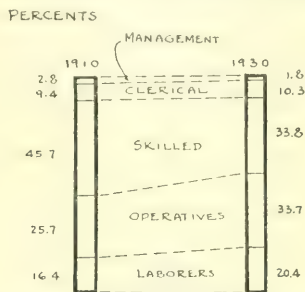 PERCENTS
MANAGEMENT
1910 1930
2.8 1.8
9.4 CLERICAL 10.3
45.7 SKILLED 33.8
25.7 OPERATIVES 33.7
16.4 LABORERS 20.4